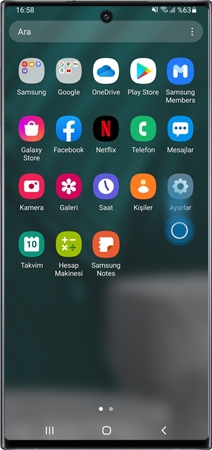 16:58 %63
Ara
Samsung Google OneDrive Play Store Samsung Members
Galaxy Store Facebook Netflix Telefon Mesajlar
Kamera Galeri Saat Kişiler Ayarlar
10
Takvim Hesap Makinesi Samsung Notes